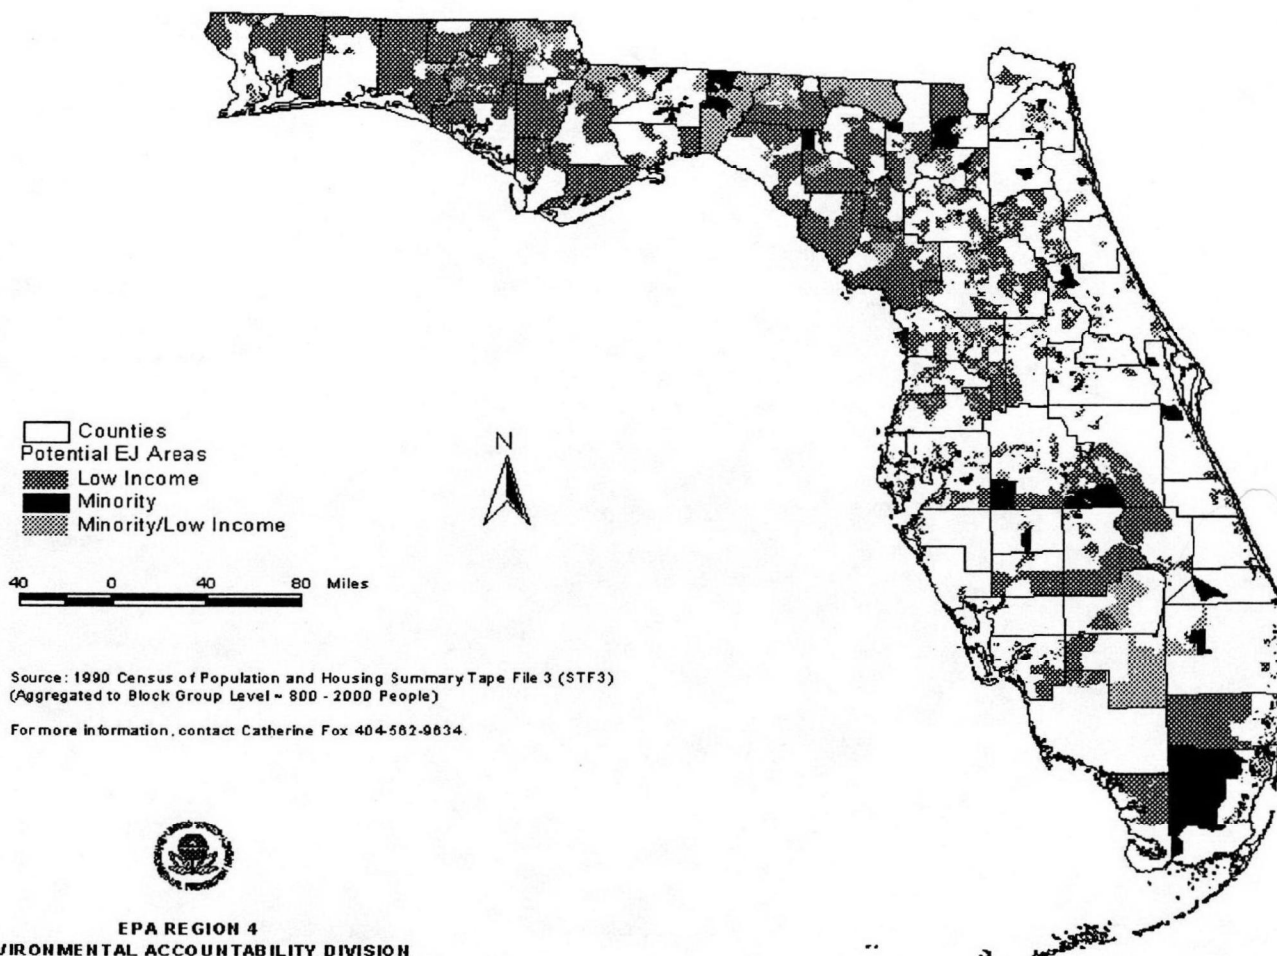 Counties
Potential EJ Areas
Low Income
Minority
Minority/Low Income
40 0 40 80 Miles
N
Source: 1990 Census of Population and Housing Summary Tape File 3 (STF3)
(Aggregated to Block Group Level ~ 800 - 2000 People)
For more information, contact Catherine Fox 404-562-9634.
EPA REGION 4
VIRONMENTAL ACCOUNTABILITY DIVISION